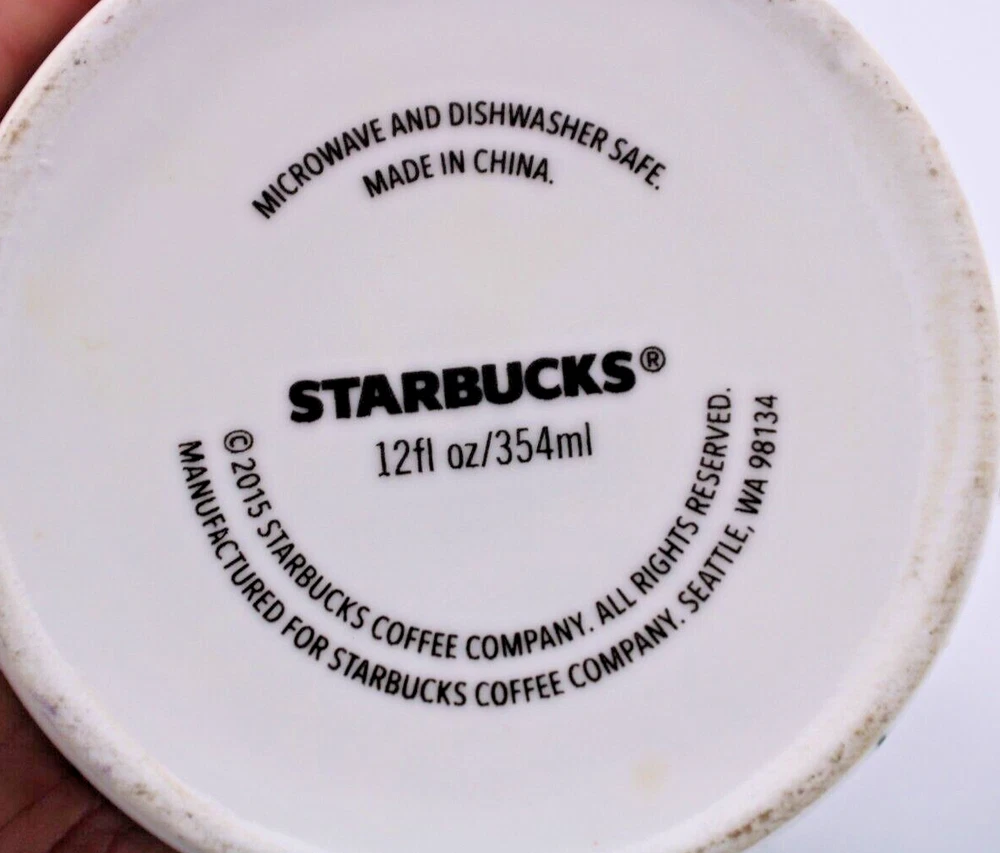 MICROWAVE AND DISHWASHER SAFE.
MADE IN CHINA.
STARBUCKS®
12fl oz/354ml
© 2015 STARBUCKS COFFEE COMPANY. ALL RIGHTS RESERVED.
MANUFACTURED FOR STARBUCKS COFFEE COMPANY. SEATTLE, WA 98134